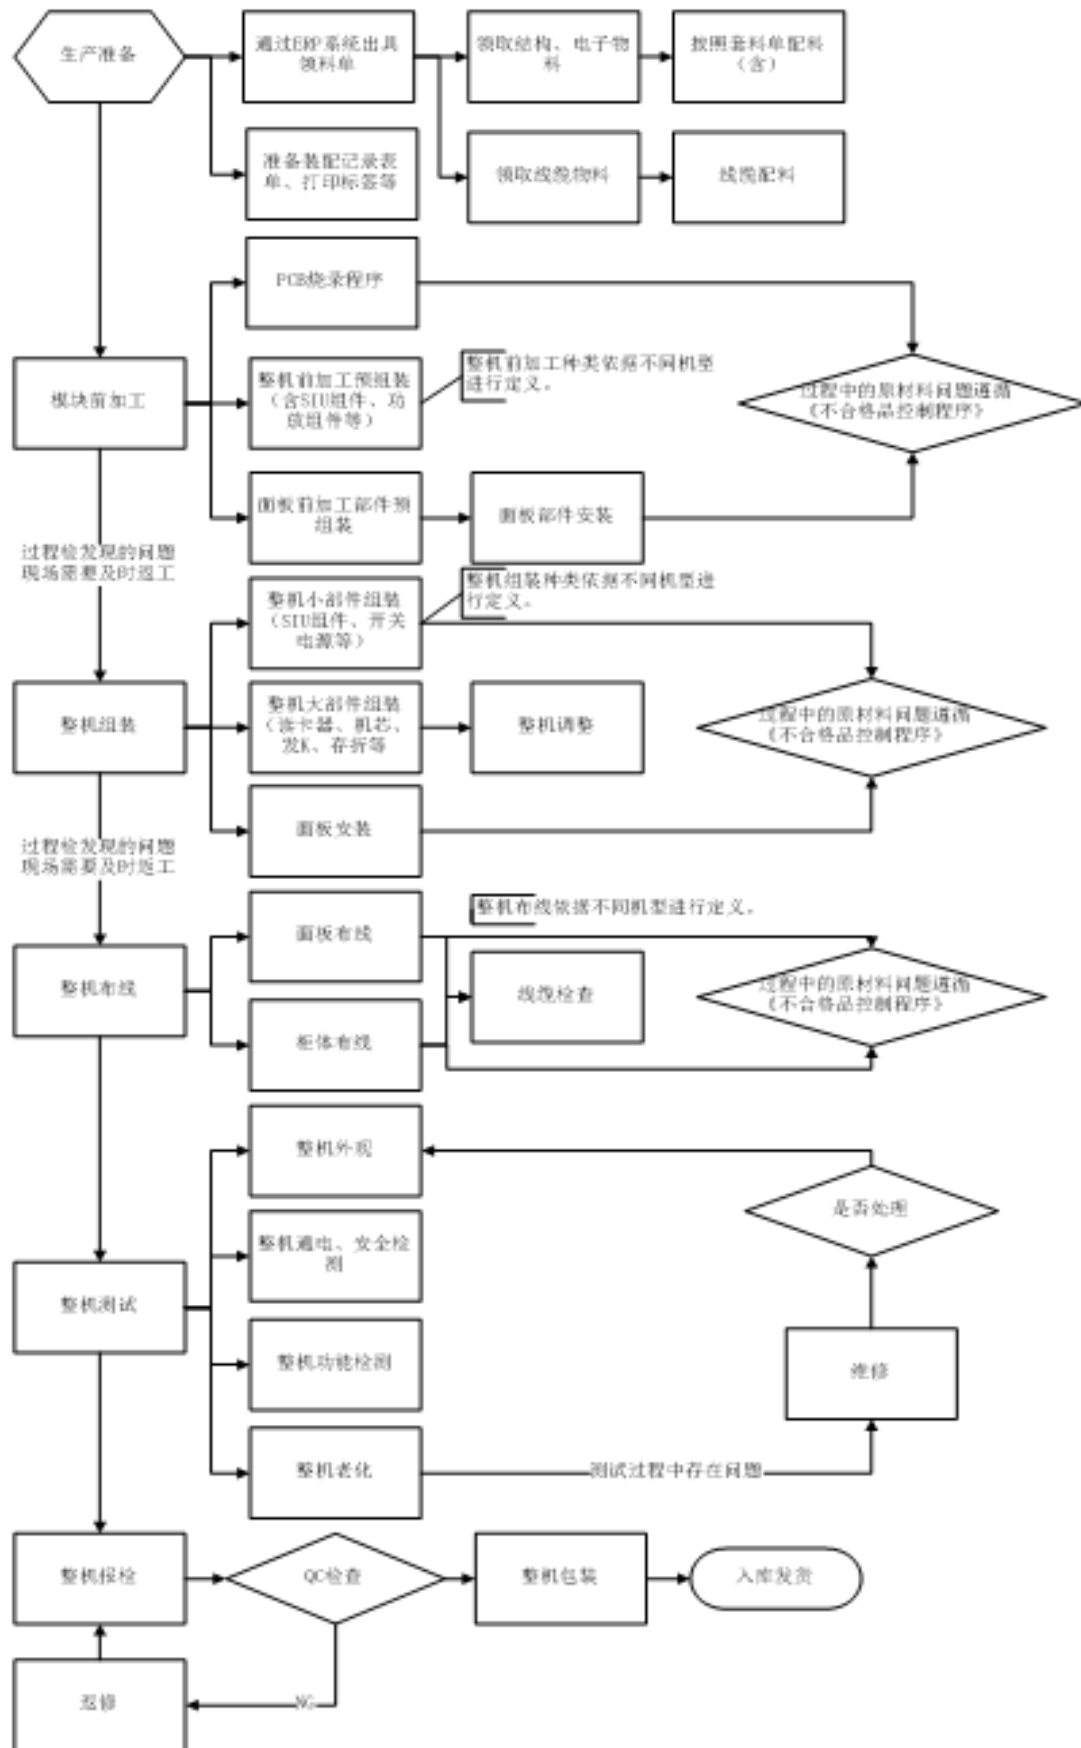 生产准备
通过ERP系统出具
领料单
领取结构、电子物
料
按照套料单配料
（含）
准备装配记录表
单、打印标签等
领取线缆物料
线缆配料
PCB烧录程序
模块前加工
整机前加工预组装
（含SIU组件、功
放组件等）
整机前加工种类依据不同机型
进行定义。
过程中的原材料问题遵循
《不合格品控制程序》
面板前加工部件预
组装
面板部件安装
过程检发现的问题
现场需要及时返工
整机小部件组装
（SIU组件、开关
电源等）
整机组装种类依据不同机型进
行定义。
整机组装
整机大部件组装
（读卡器、机芯、
发K、存折等
整机调整
过程中的原材料问题遵循
《不合格品控制程序》
面板安装
过程检发现的问题
现场需要及时返工
整机布线依据不同机型进行定义。
面板布线
整机布线
线缆检查
过程中的原材料问题遵循
《不合格品控制程序》
柜体布线
整机外观
是否处理
整机通电、安全检
测
整机测试
整机功能检测
维修
整机老化
测试过程中存在问题
整机报检
QC检查
整机包装
入库发货
返修
NG